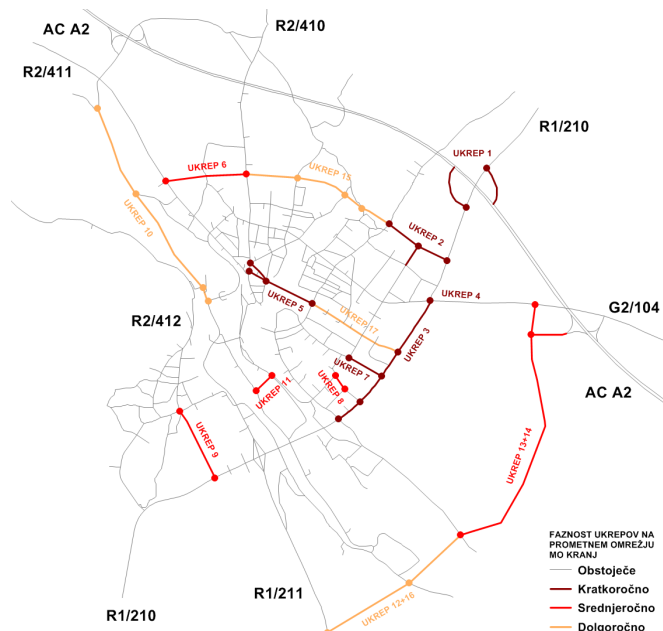 R2/410
AC A2
R2/411
R1/210
UKREP 1
UKREP 6
UKREP 15
UKREP 2
UKREP 10
UKREP 4
UKREP 5
G2/104
R2/412
UKREP 17
UKREP 3
UKREP 7
UKREP 11
UKREP 8
AC A2
UKREP 9
UKREP 13+14
FAZNOST UKREPOV NA
PROMETNEM OMREŽJU
MO KRANJ
Obstoječe
Kratkoročno
Srednjeročno
Dolgoročno
R1/211
UKREP 12+16
R1/210